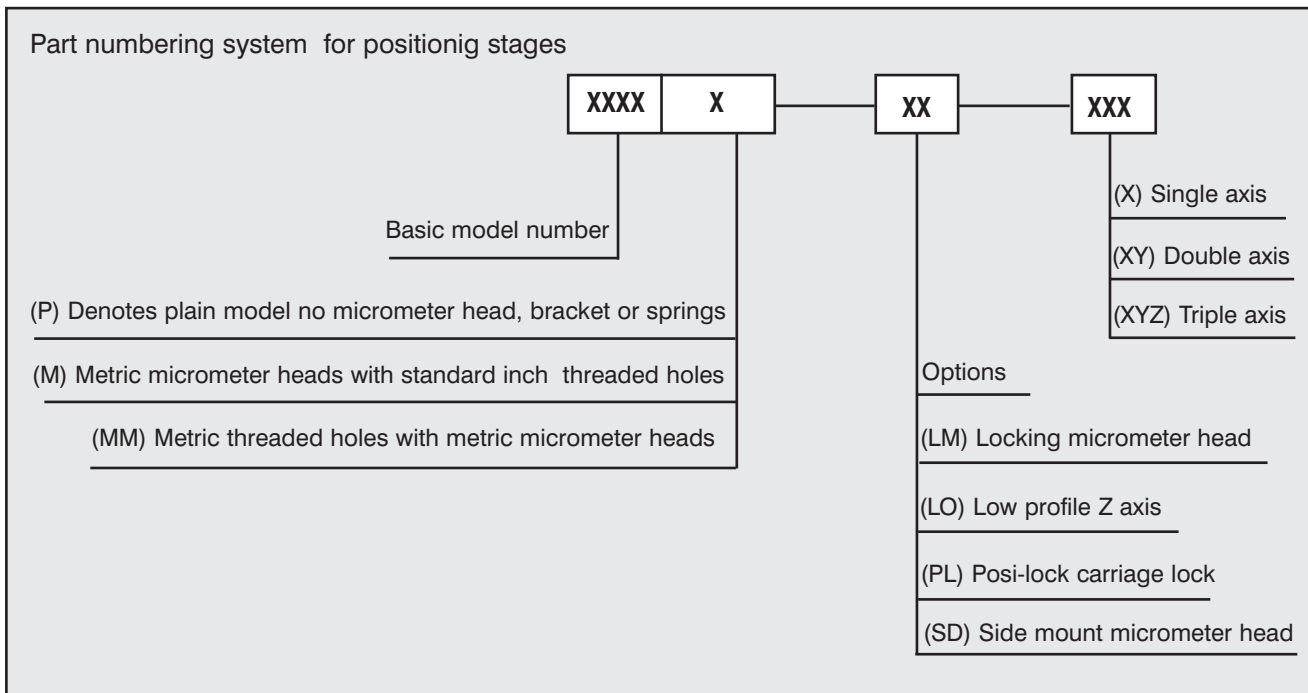 Part numbering system for positionig stages
XXXX X XX XXX
(X) Single axis
Basic model number
(XY) Double axis
(P) Denotes plain model no micrometer head, bracket or springs
(XYZ) Triple axis
(M) Metric micrometer heads with standard inch threaded holes
Options
(MM) Metric threaded holes with metric micrometer heads
(LM) Locking micrometer head
(LO) Low profile Z axis
(PL) Posi-lock carriage lock
(SD) Side mount micrometer head